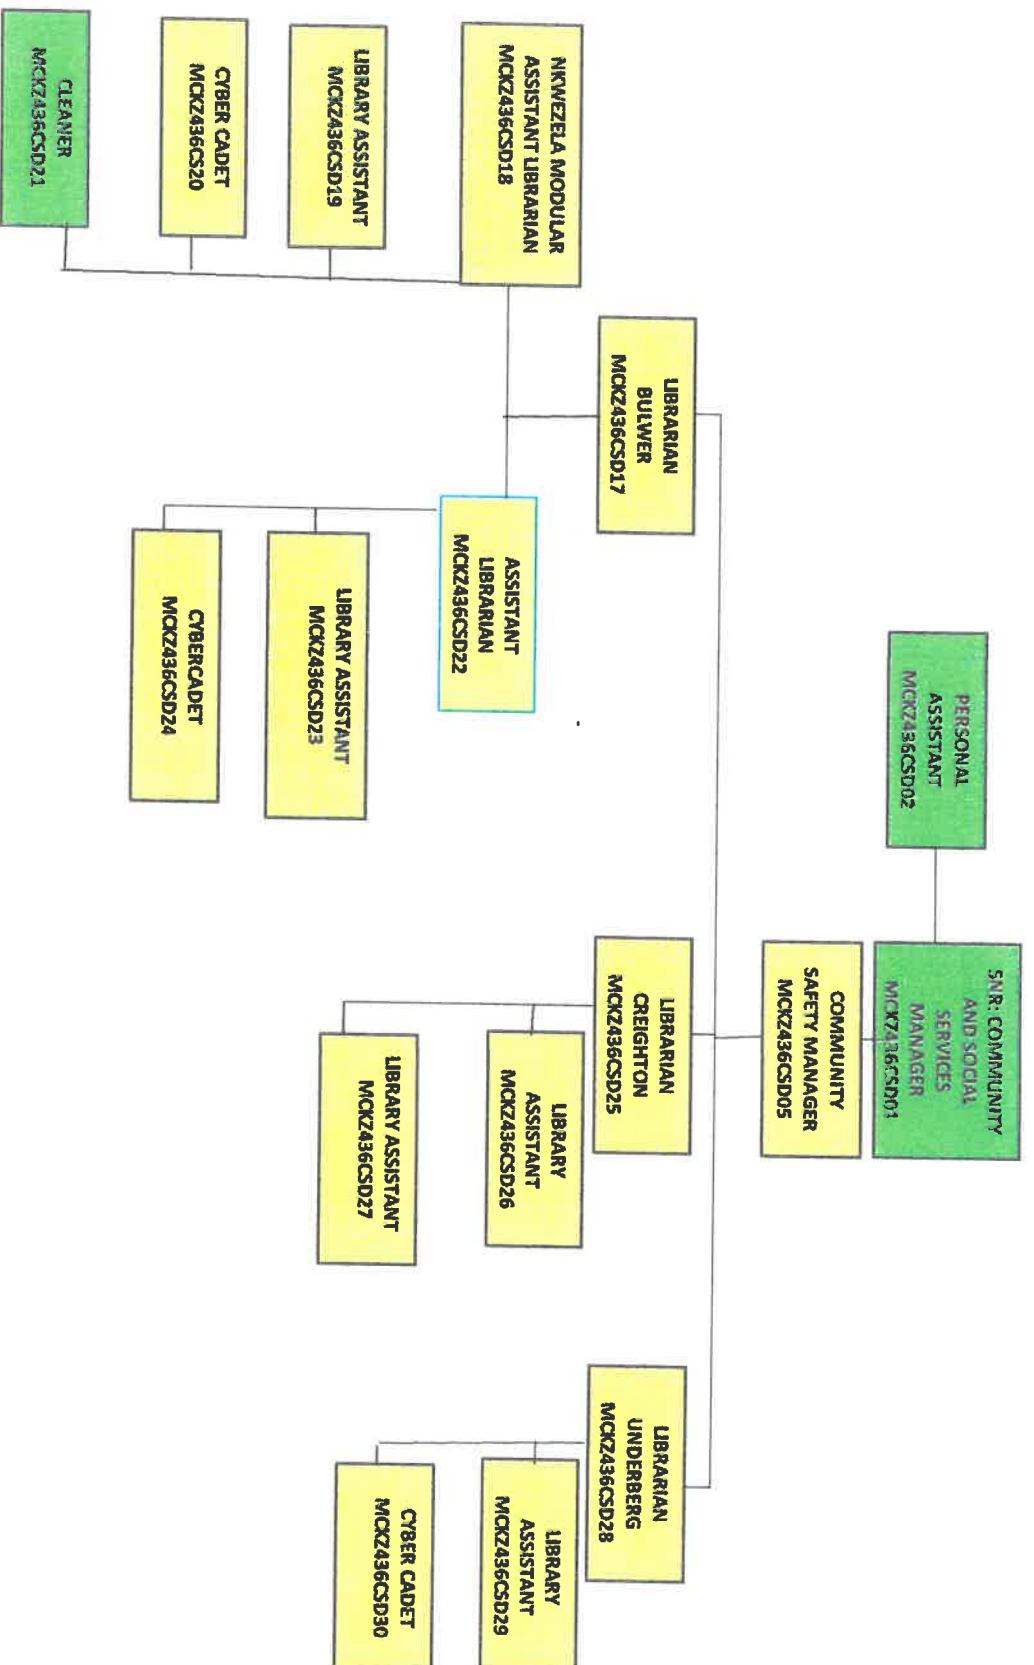 SNR: COMMUNITY
AND SOCIAL
SERVICES
MANAGER
MCKZ436CSD01
PERSONAL
ASSISTANT
MCKZ436CSD02
COMMUNITY
SAFETY MANAGER
MCKZ436CSD05
LIBRARIAN
BULWER
MCKZ436CSD17
LIBRARIAN
CREIGHTON
MCKZ436CSD25
LIBRARIAN
UNDERBERG
MCKZ436CSD28
NKWEZELA MODULAR
ASSISTANT LIBRARIAN
MCKZ436CSD18
ASSISTANT
LIBRARIAN
MCKZ436CSD22
LIBRARY
ASSISTANT
MCKZ436CSD26
LIBRARY
ASSISTANT
MCKZ436CSD29
LIBRARY ASSISTANT
MCKZ436CSD19
LIBRARY ASSISTANT
MCKZ436CSD23
LIBRARY ASSISTANT
MCKZ436CSD27
CYBER CADET
MCKZ436CSD30
CYBER CADET
MCKZ436CS20
CYBERCADET
MCKZ436CSD24
CLEANER
MCKZ436CSD21